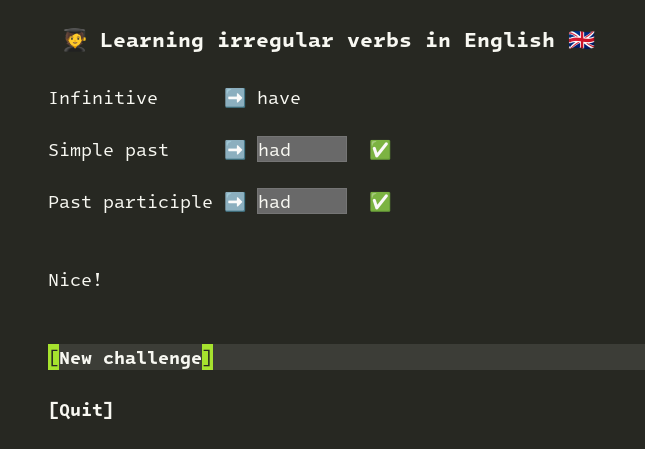 Learning irregular verbs in English
Infinitive ➡️ have
Simple past ➡️ had ✅
Past participle ➡️ had ✅
Nice!
[New challenge]
[Quit]